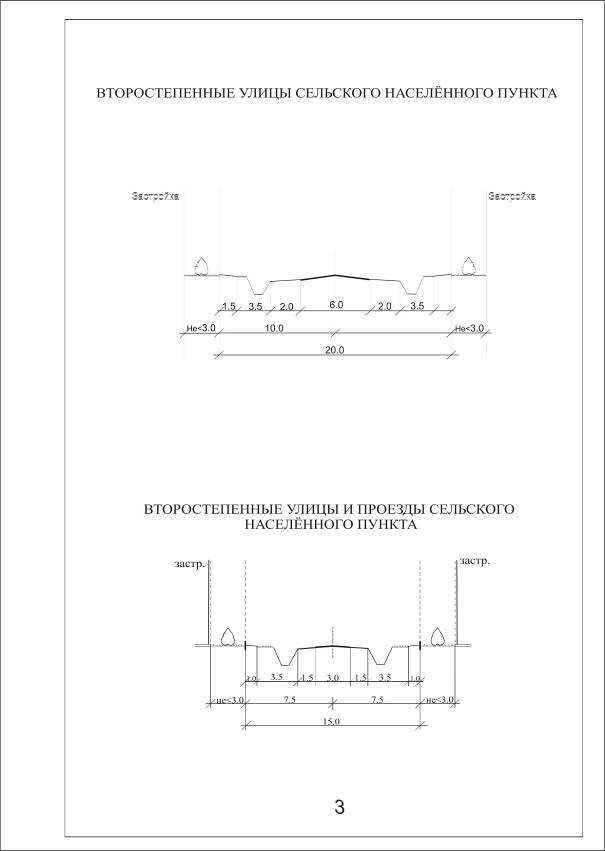 ВТОРОСТЕПЕННЫЕ УЛИЦЫ СЕЛЬСКОГО НАСЕЛЁННОГО ПУНКТА
Застройка Застройка
1.5 3.5 2.0 6.0 2.0 3.5
Не<3.0 10.0 Не<3.0
20.0
ВТОРОСТЕПЕННЫЕ УЛИЦЫ И ПРОЕЗДЫ СЕЛЬСКОГО
НАСЕЛЁННОГО ПУНКТА
застр. застр.
1.0 3.5 1.5 3.0 1.5 3.5 1.0
не<3.0 7.5 7.5 не<3.0
15.0
3